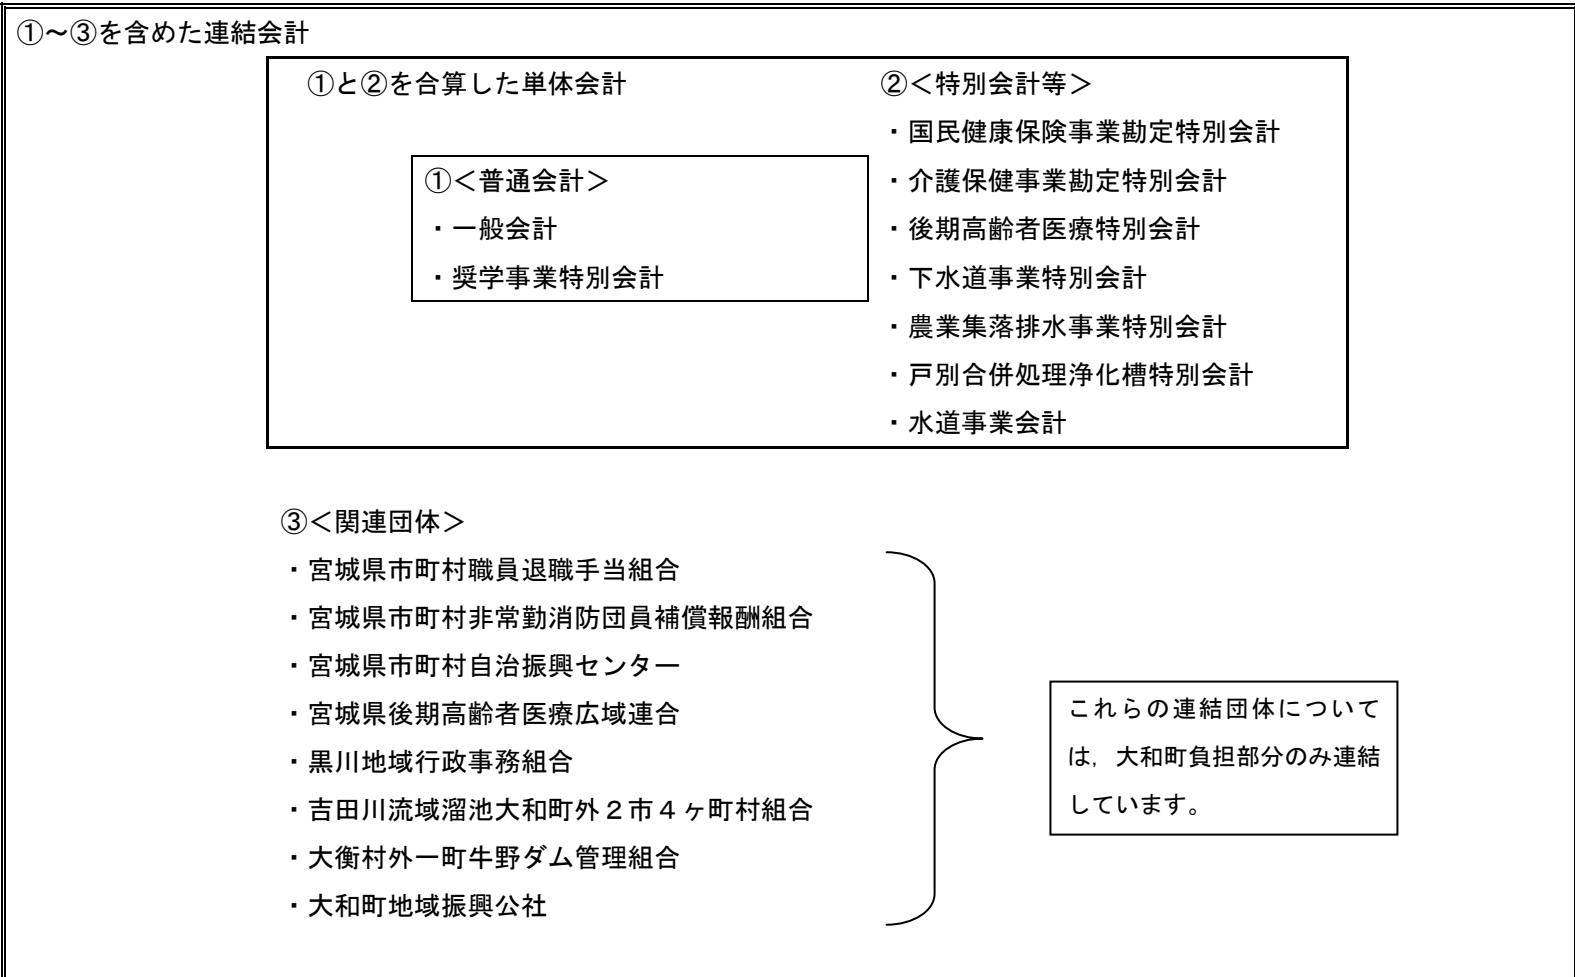 ①～③を含めた連結会計
①と②を合算した単体会計
①＜普通会計＞
・一般会計
・奨学事業特別会計
②＜特別会計等＞
・国民健康保険事業勘定特別会計
・介護保健事業勘定特別会計
・後期高齢者医療特別会計
・下水道事業特別会計
・農業集落排水事業特別会計
・戸別合併処理浄化槽特別会計
・水道事業会計
③＜関連団体＞
・宮城県市町村職員退職手当組合
・宮城県市町村非常勤消防団員補償報酬組合
・宮城県市町村自治振興センター
・宮城県後期高齢者医療広域連合
・黒川地域行政事務組合
・吉田川流域溜池大和町外２市４ヶ町村組合
・大衡村外一町牛野ダム管理組合
・大和町地域振興公社
これらの連結団体について
は，大和町負担部分のみ連結
しています。